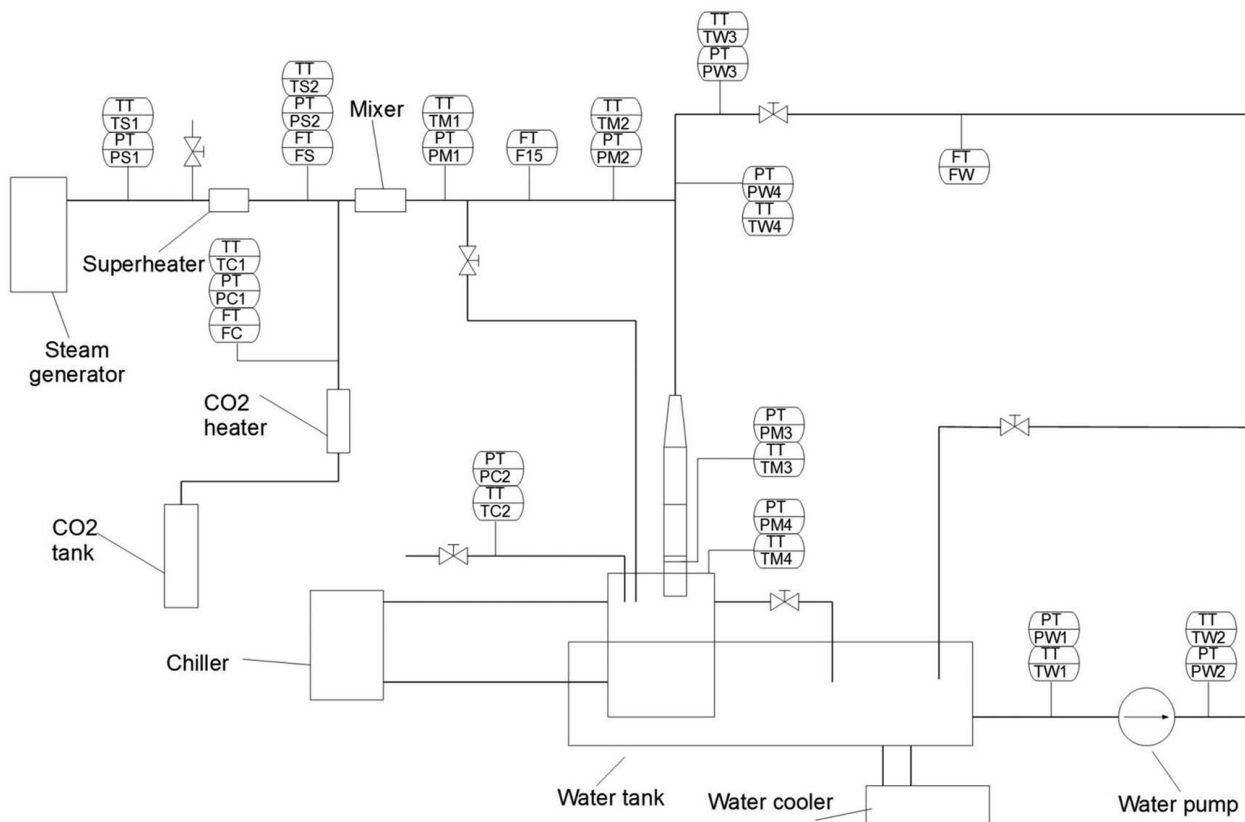 TT
TW3
PT
PW3
TT
TS2
PT
PS2
FT
FS
Mixer
TT
TS1
PT
PS1
TT
TM1
PT
PM1
FT
F15
TT
TM2
PT
PM2
FT
FW
PT
PW4
TT
TW4
Superheater
TT
TC1
PT
PC1
FT
FC
Steam
generator
CO2
heater
PT
PM3
TT
TM3
PT
PC2
TT
TC2
CO2
tank
PT
PM4
TT
TM4
Chiller
PT
PW1
TT
TW1
TT
TW2
PT
PW2
Water tank
Water cooler
Water pump